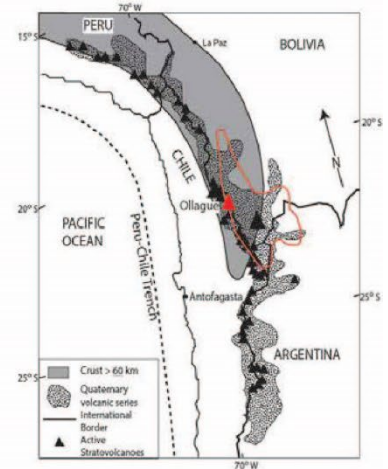 70° W
PERU
15° S
La Paz
BOLIVIA
20° S
N
CHILE
Ollague
20° S
PACIFIC
OCEAN
Peru-Chile Trench
Antofagasta
25° S
ARGENTINA
25° S
Crust > 60 km
Quaternary
volcanic series
International
Border
Active
Stratovolcanoes
70° W